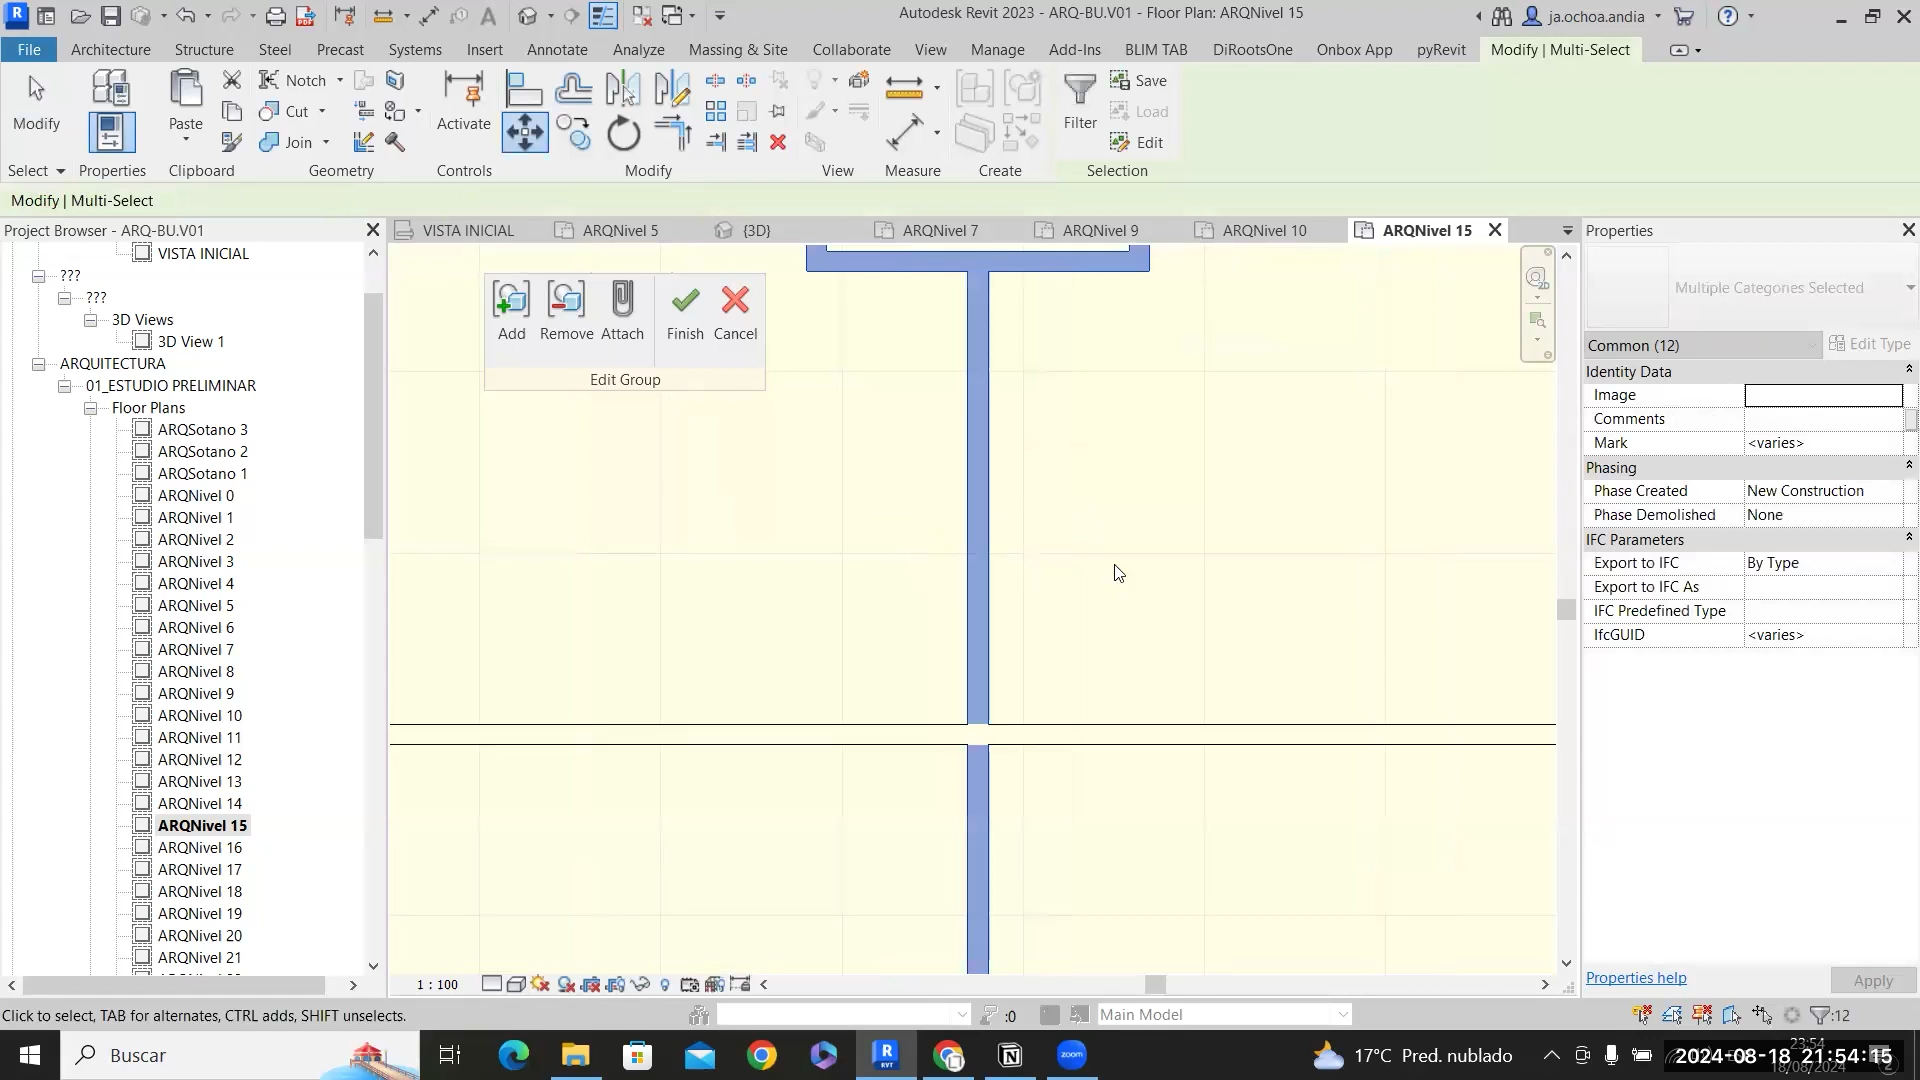 Autodesk Revit 2023 - ARQ-BU.V01 - Floor Plan: ARQNivel 15
ja.ochoa.andia
File Architecture Structure Steel Precast Systems Insert Annotate Analyze Massing & Site Collaborate View Manage Add-Ins BLIM TAB DiRootsOne Onbox App pyRevit Modify | Multi-Select
Modify
Paste
Notch
Cut
Join
Activate
Filter
Save
Load
Edit
Select Properties Clipboard Geometry Controls Modify View Measure Create Selection
Modify | Multi-Select
Project Browser - ARQ-BU.V01
VISTA INICIAL
???
???
3D Views
3D View 1
ARQUITECTURA
01_ESTUDIO PRELIMINAR
Floor Plans
ARQSotano 3
ARQSotano 2
ARQSotano 1
ARQNivel 0
ARQNivel 1
ARQNivel 2
ARQNivel 3
ARQNivel 4
ARQNivel 5
ARQNivel 6
ARQNivel 7
ARQNivel 8
ARQNivel 9
ARQNivel 10
ARQNivel 11
ARQNivel 12
ARQNivel 13
ARQNivel 14
ARQNivel 15
ARQNivel 16
ARQNivel 17
ARQNivel 18
ARQNivel 19
ARQNivel 20
ARQNivel 21
VISTA INICIAL ARQNivel 5 {3D} ARQNivel 7 ARQNivel 9 ARQNivel 10 ARQNivel 15
Add Remove Attach Finish Cancel
Edit Group
2D
1 : 100
Properties
Multiple Categories Selected
Common (12) Edit Type
Identity Data
Image
Comments
Mark <varies>
Phasing
Phase Created New Construction
Phase Demolished None
IFC Parameters
Export to IFC By Type
Export to IFC As
IFC Predefined Type
IfcGUID <varies>
Properties help Apply
Click to select, TAB for alternates, CTRL adds, SHIFT unselects.
:0
Main Model
:12
Buscar
R
RVT
zoom
17°C Pred. nublado
23:54
18/08/2024
2024-08-18 21:54:15
2